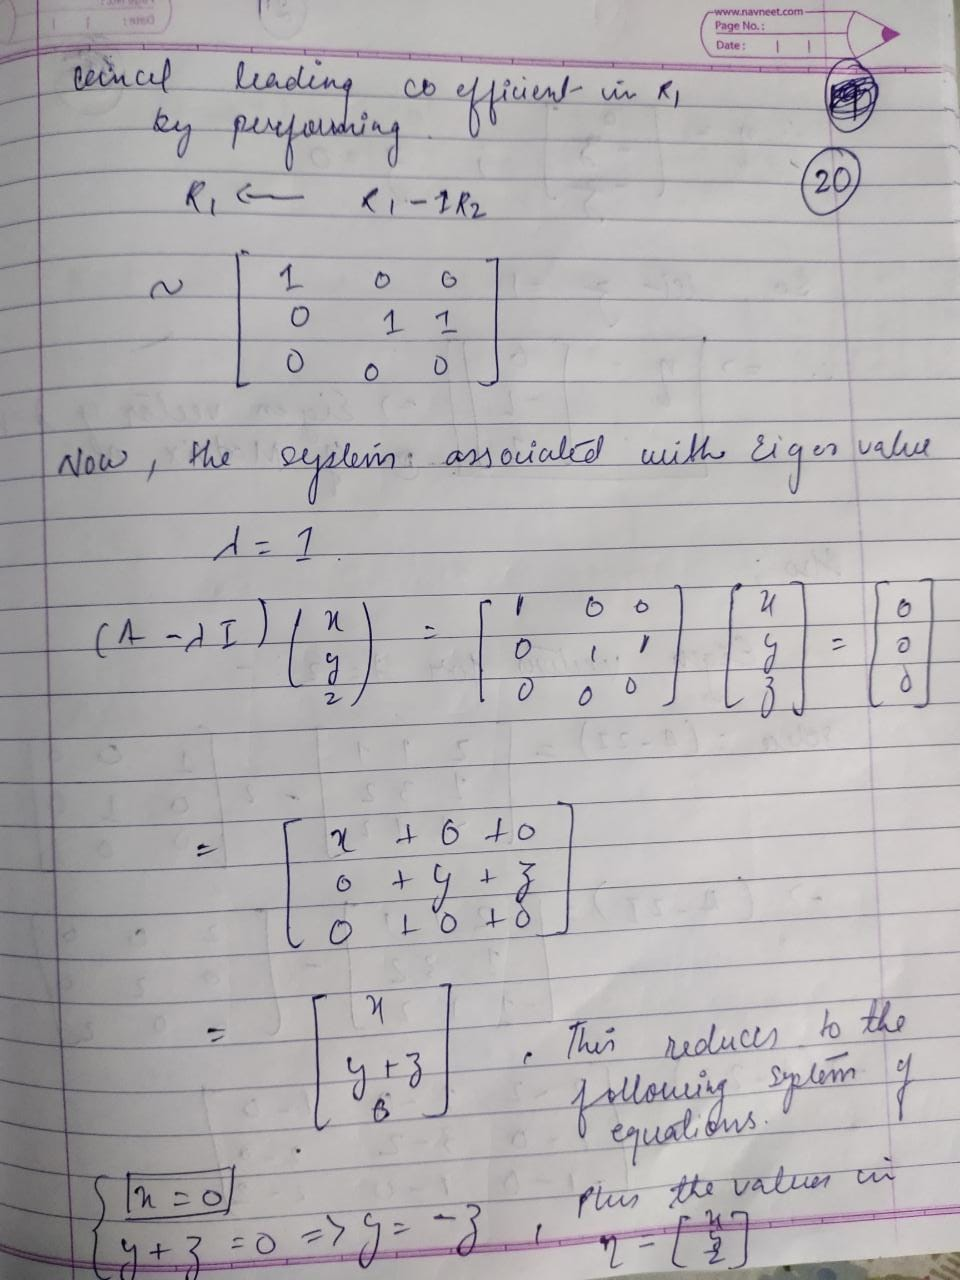 www.navneet.com
Page No.:
Date:
cancel leading co efficient in R₁
by performing.
20
R₁ ← R₁ - 1R₂
~ [ 1 0 0
0 1 1
0 0 0 ]
Now, the system associated with Eigen value
λ = 1.
(A - λI) (x y z) = [ 1 0 0 ] [ x ] = [ 0 ]
[ 0 1 1 ] [ y ] [ 0 ]
[ 0 0 0 ] [ z ] [ 0 ]
= [ x + 0 + 0
0 + y + z
0 + 0 + 0 ]
= [ x
y + z
0 ]
. This reduces to the
following system of
equations.
{ x = 0
y + z = 0 => y = -z , Plus the values in
η = [ x y z ]